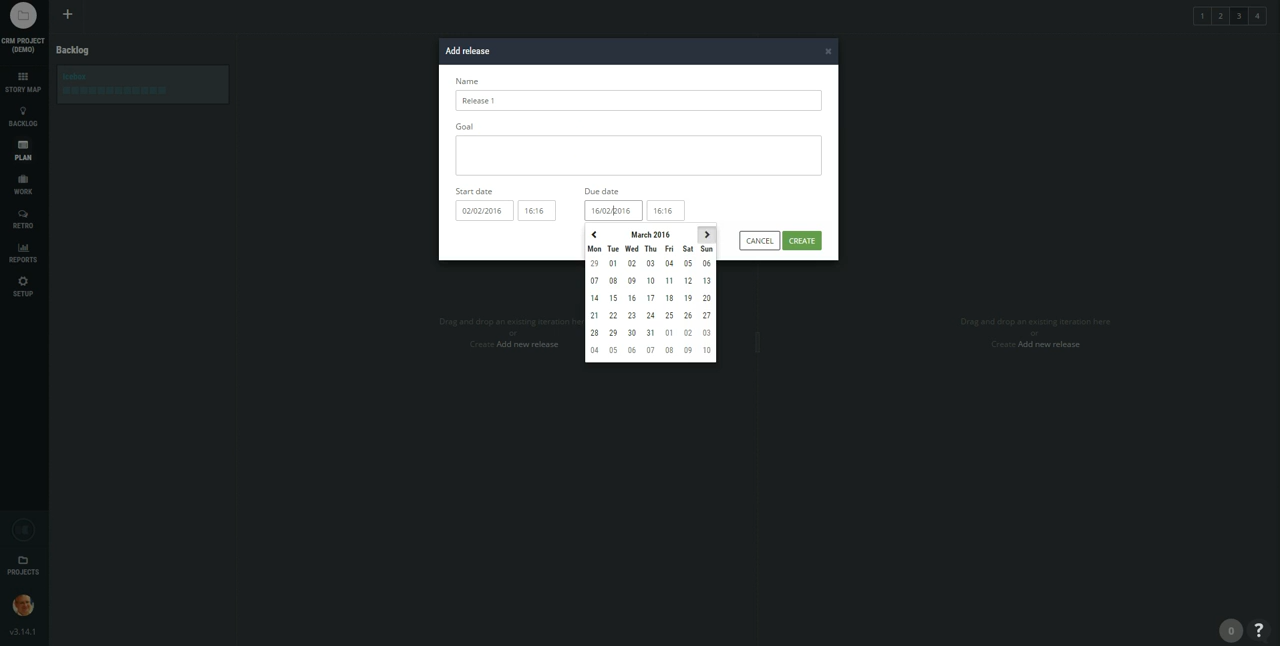 CRM PROJECT
(DEMO)
STORY MAP
BACKLOG
PLAN
WORK
RETRO
REPORTS
SETUP
PROJECTS
v3.14.1
+
1 2 3 4
Backlog
Add release ×
Name
Release 1
Goal
Start date Due date
02/02/2016 16:16 16/02/2016 16:16
CANCEL CREATE
March 2016
Mon Tue Wed Thu Fri Sat Sun
29 01 02 03 04 05 06
07 08 09 10 11 12 13
14 15 16 17 18 19 20
21 22 23 24 25 26 27
28 29 30 31 01 02 03
04 05 06 07 08 09 10
Drag and drop an existing iteration her
or
Create Add new release
Drag and drop an existing iteration here
or
Create Add new release
0 ?